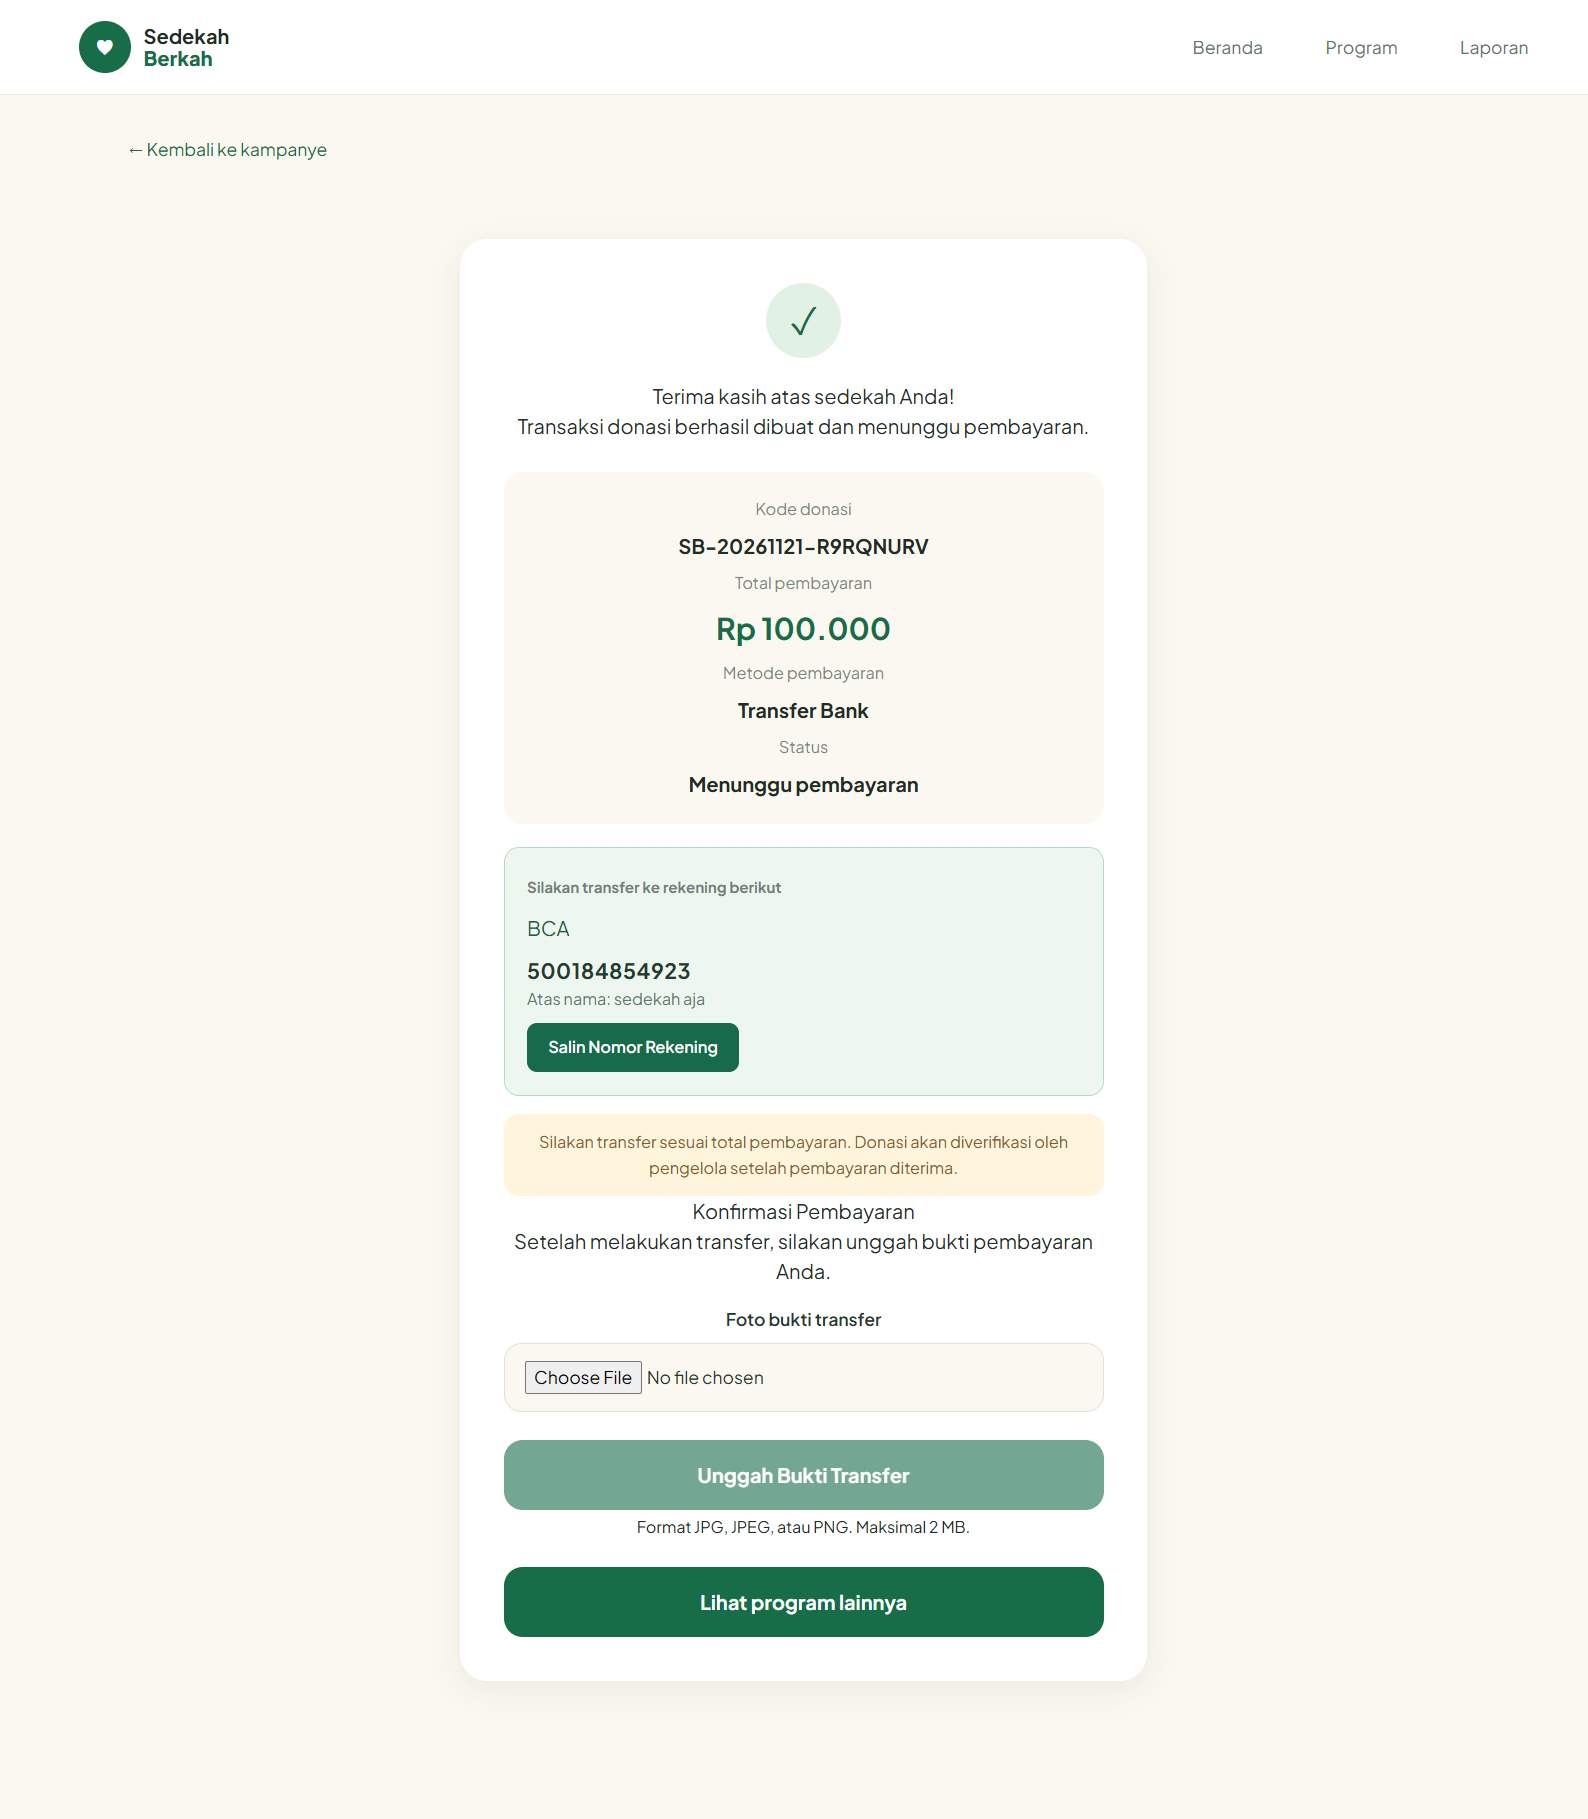 Sedekah
Berkah
Beranda
Program
Laporan
← Kembali ke kampanye
✓
Terima kasih atas sedekah Anda!
Transaksi donasi berhasil dibuat dan menunggu pembayaran.
Kode donasi
SB-20261121-R9RQNURV
Total pembayaran
Rp 100.000
Metode pembayaran
Transfer Bank
Status
Menunggu pembayaran
Silakan transfer ke rekening berikut
BCA
500184854923
Atas nama: sedekah aja
Salin Nomor Rekening
Silakan transfer sesuai total pembayaran. Donasi akan diverifikasi oleh
pengelola setelah pembayaran diterima.
Konfirmasi Pembayaran
Setelah melakukan transfer, silakan unggah bukti pembayaran
Anda.
Foto bukti transfer
Choose File No file chosen
Unggah Bukti Transfer
Format JPG, JPEG, atau PNG. Maksimal 2 MB.
Lihat program lainnya